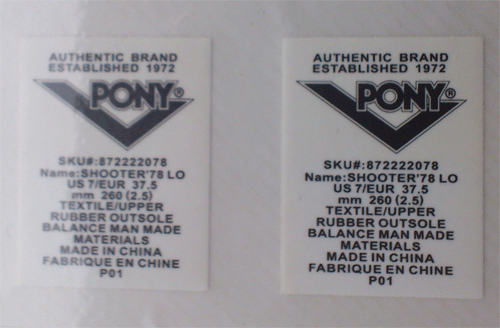 AUTHENTIC BRAND
ESTABLISHED 1972
PONY®
SKU#:872222078
Name:SHOOTER'78 LO
US 7/EUR 37.5
mm 260 (2.5)
TEXTILE/UPPER
RUBBER OUTSOLE
BALANCE MAN MADE
MATERIALS
MADE IN CHINA
FABRIQUE EN CHINE
P01
AUTHENTIC BRAND
ESTABLISHED 1972
PONY®
SKU#:872222078
Name:SHOOTER'78 LO
US 7/EUR 37.5
mm 260 (2.5)
TEXTILE/UPPER
RUBBER OUTSOLE
BALANCE MAN MADE
MATERIALS
MADE IN CHINA
FABRIQUE EN CHINE
P01